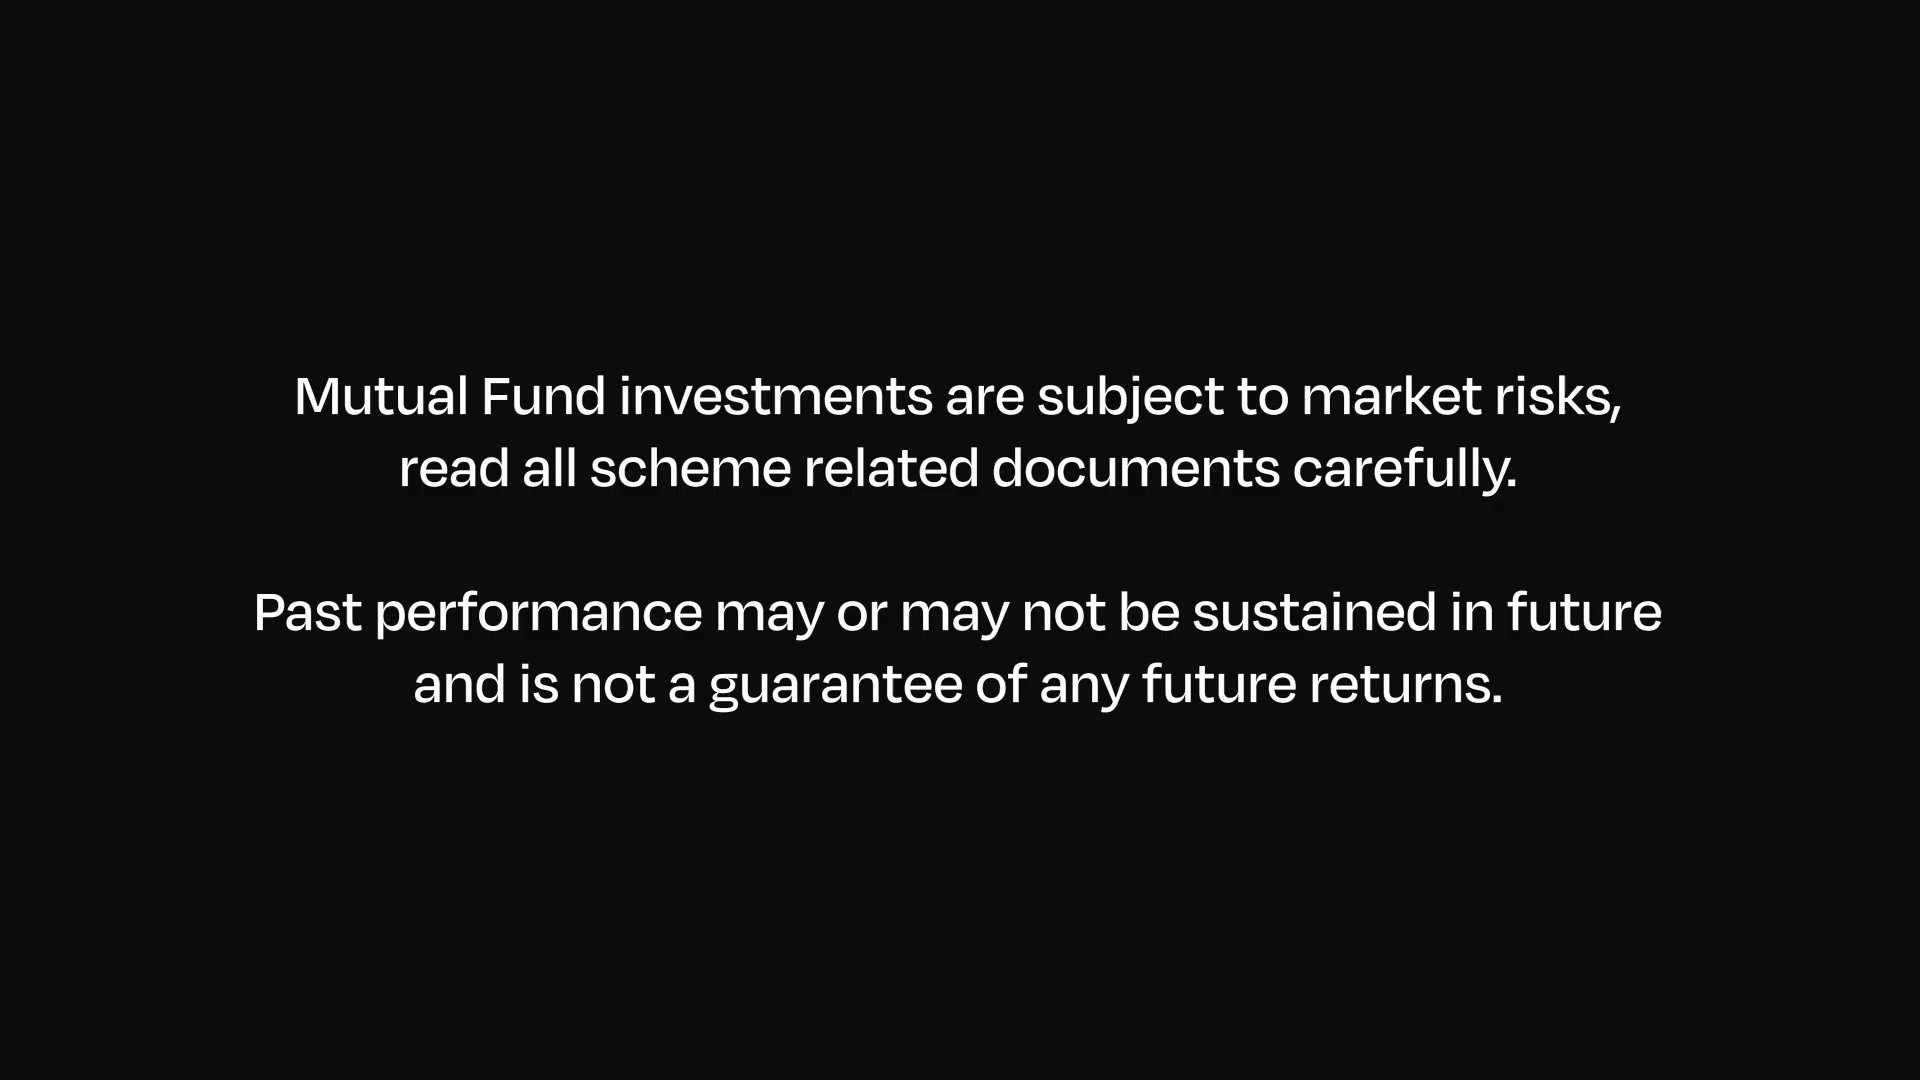 Mutual Fund investments are subject to market risks,
read all scheme related documents carefully.
Past performance may or may not be sustained in future
and is not a guarantee of any future returns.